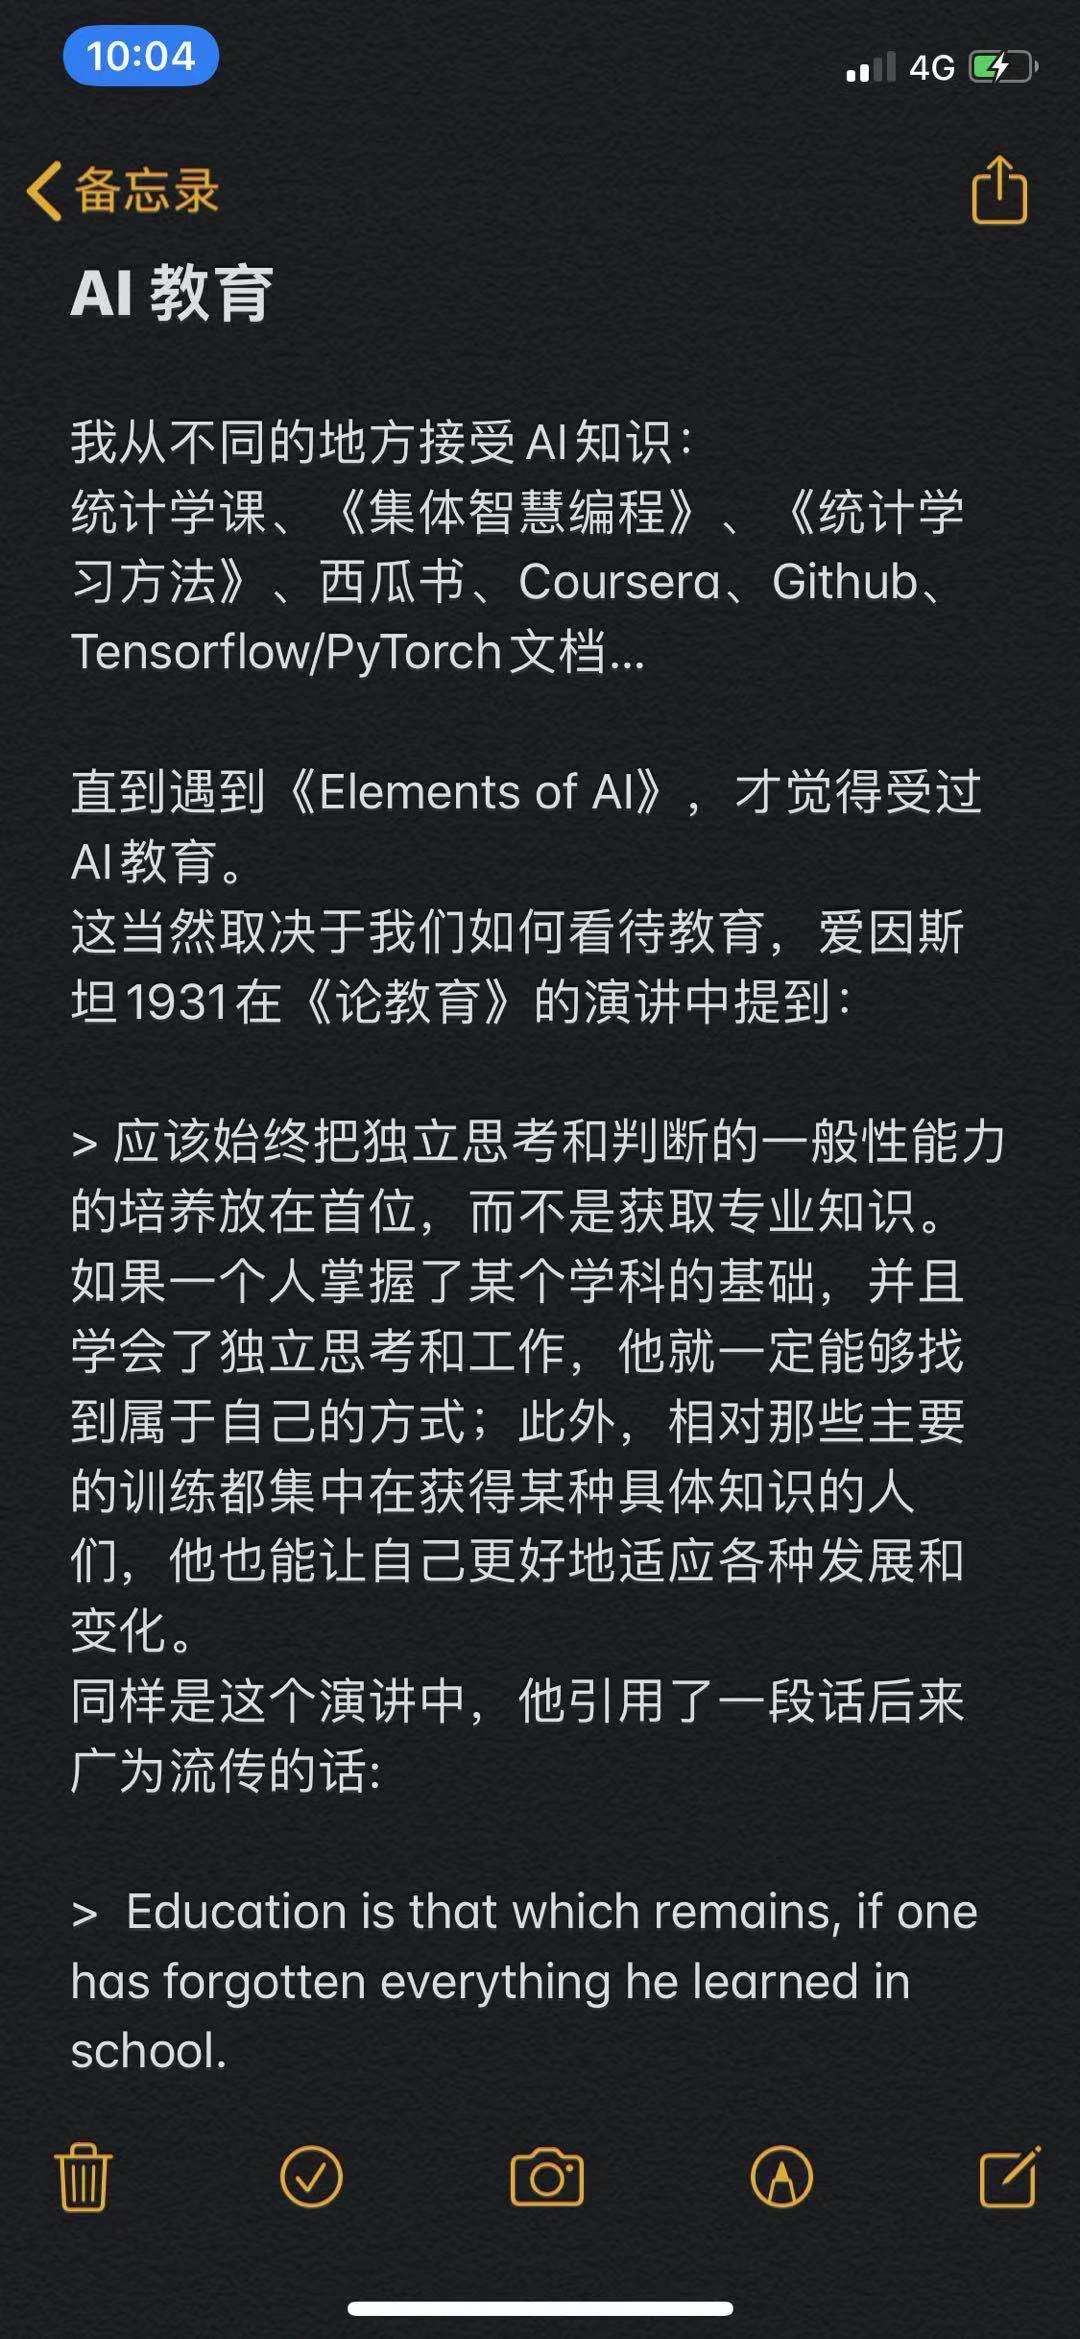 10:04
4G
备忘录
AI 教育
我从不同的地方接受AI知识：
统计学课、《集体智慧编程》、《统计学
习方法》、西瓜书、Coursera、Github、
Tensorflow/PyTorch文档...
直到遇到《Elements of AI》，才觉得受过
AI教育。
这当然取决于我们如何看待教育，爱因斯
坦1931在《论教育》的演讲中提到：
> 应该始终把独立思考和判断的一般性能力
的培养放在首位，而不是获取专业知识。
如果一个人掌握了某个学科的基础，并且
学会了独立思考和工作，他就一定能够找
到属于自己的方式；此外，相对那些主要
的训练都集中在获得某种具体知识的人
们，他也能让自己更好地适应各种发展和
变化。
同样是这个演讲中，他引用了一段话后来
广为流传的话:
> Education is that which remains, if one
has forgotten everything he learned in
school.